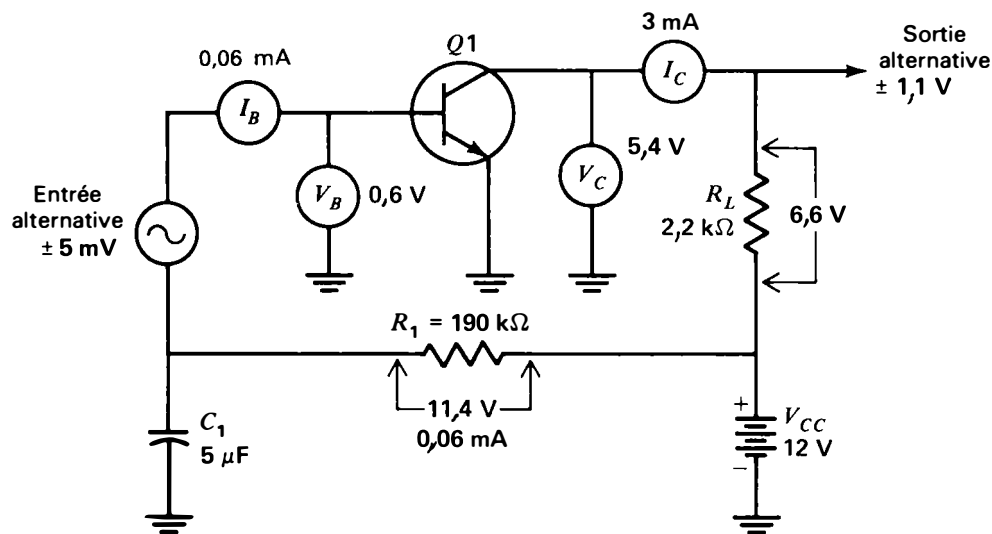 3 mA
Q1
Sortie
alternative
± 1,1 V
0,06 mA
I_B
I_C
5,4 V
V_B
0,6 V
V_C
Entrée
alternative
± 5 mV
R_L
2,2 kΩ
6,6 V
R_1 = 190 kΩ
11,4 V
0,06 mA
C_1
5 µF
+
V_CC
12 V
−